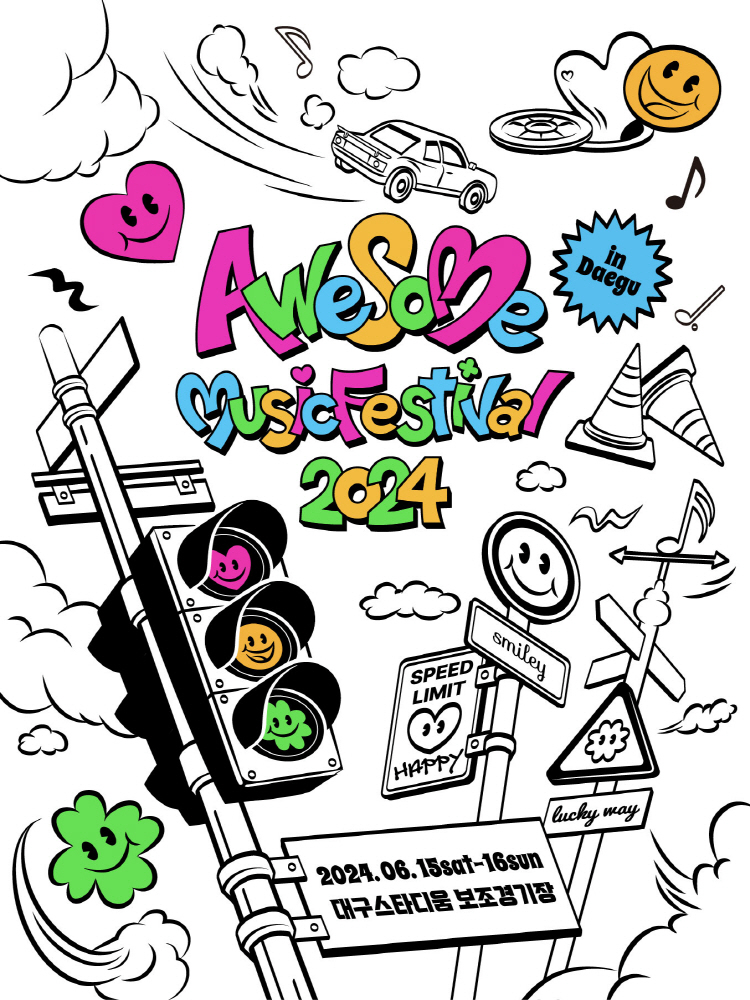 AWeSoMe
in
Daegu
MusicFestival
2024
smiley
SPEED
LIMIT
HAPPY
lucky way
2024.06.15sat-16sun
대구스타디움 보조경기장